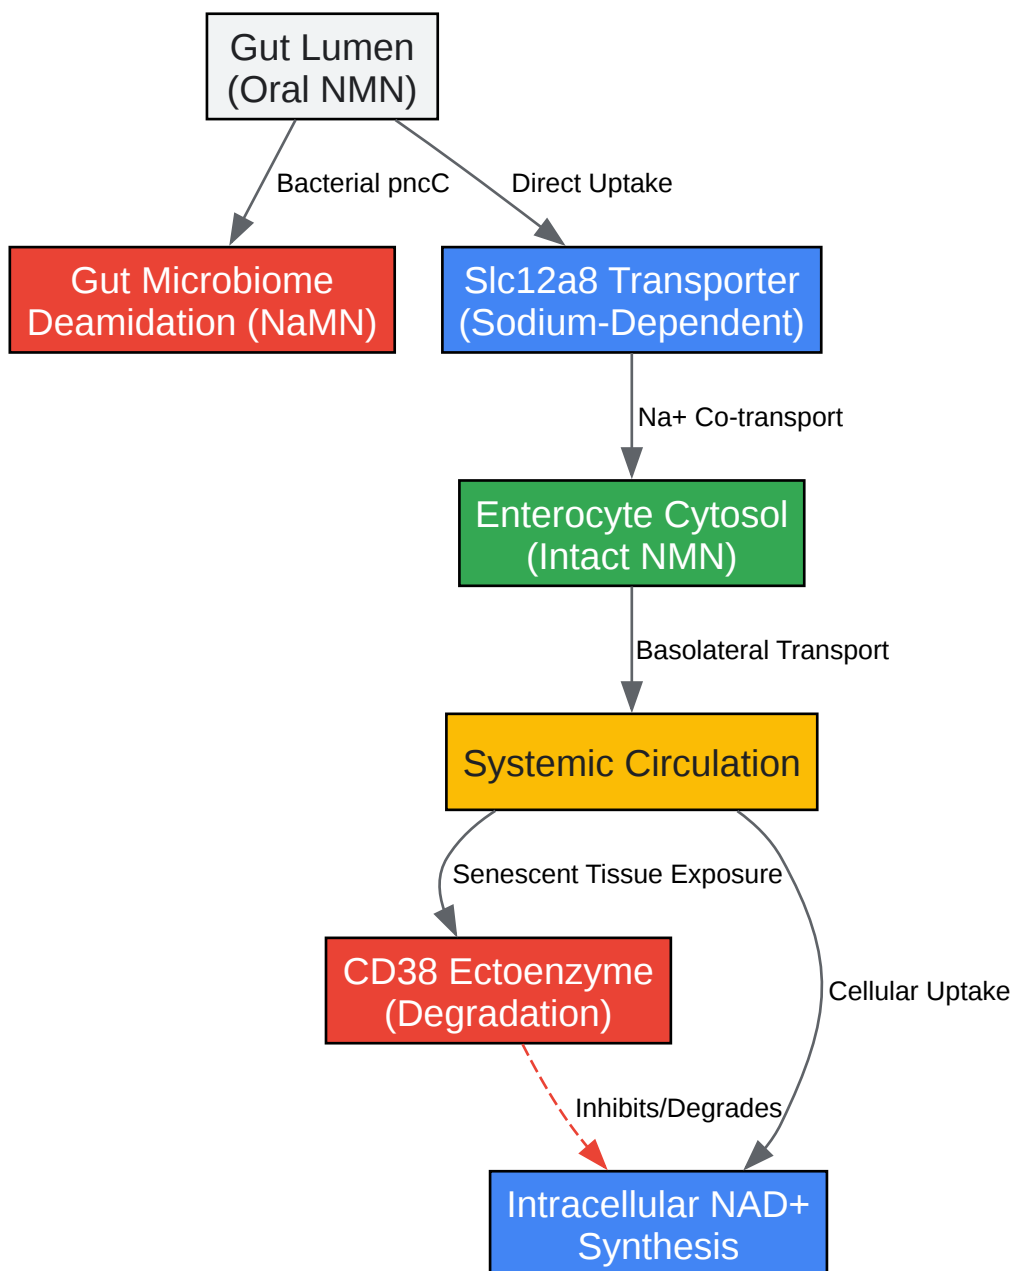 Gut Lumen
(Oral NMN)
Bacterial pncC
Direct Uptake
Gut Microbiome
Deamidation (NaMN)
Slc12a8 Transporter
(Sodium-Dependent)
Na+ Co-transport
Enterocyte Cytosol
(Intact NMN)
Basolateral Transport
Systemic Circulation
Senescent Tissue Exposure
CD38 Ectoenzyme
(Degradation)
Cellular Uptake
Inhibits/Degrades
Intracellular NAD+
Synthesis